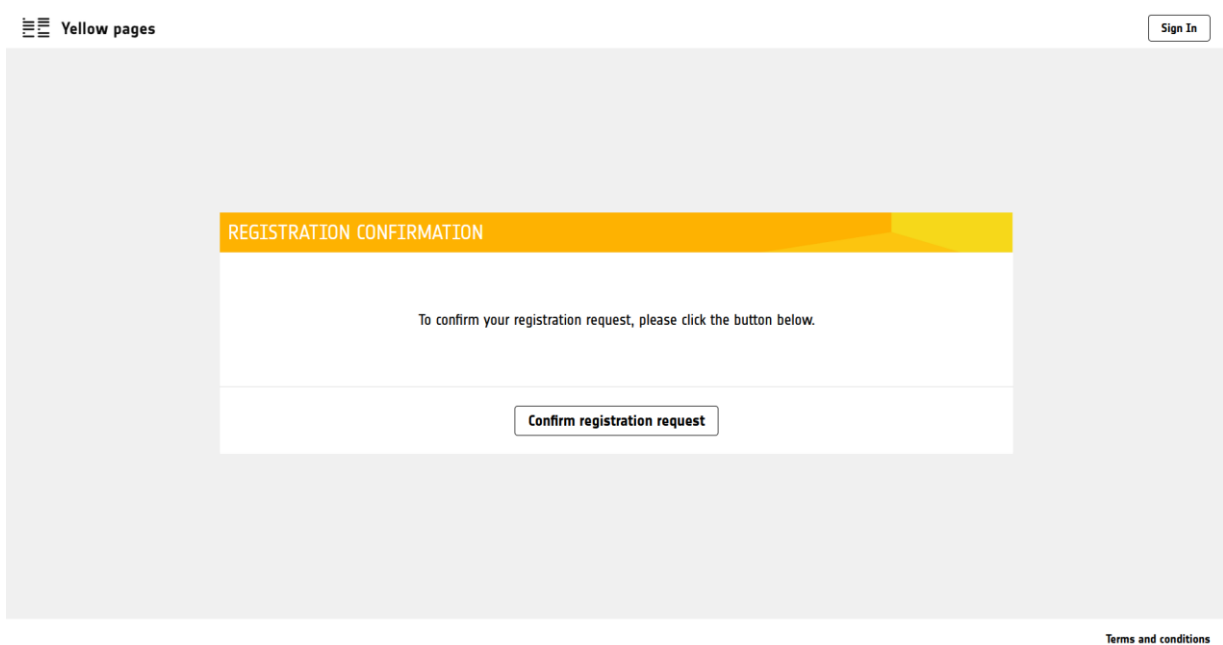 Yellow pages
Sign In
REGISTRATION CONFIRMATION
To confirm your registration request, please click the button below.
Confirm registration request
Terms and conditions